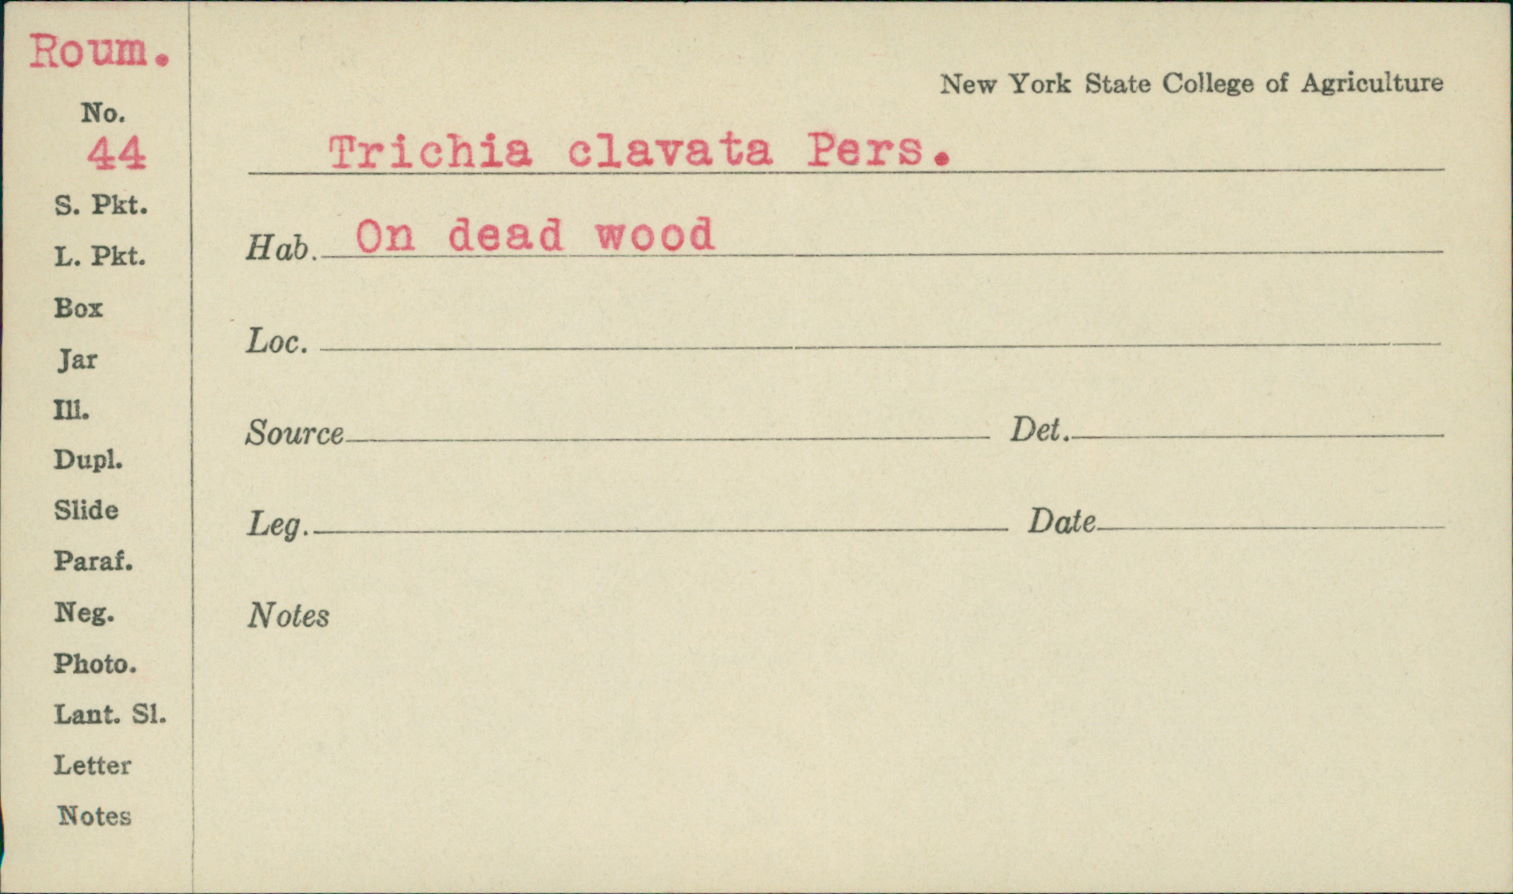 Roum.
No.
44
S. Pkt.
L. Pkt.
Box
Jar
Ill.
Dupl.
Slide
Paraf.
Neg.
Photo.
Lant. Sl.
Letter
Notes
New York State College of Agriculture
Trichia clavata Pers.
Hab. On dead wood
Loc.
Source Det.
Leg. Date
Notes